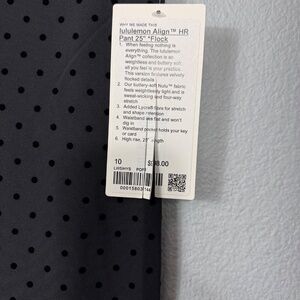 WHY WE MADE THIS
lululemon Align™ HR
Pant 25" *Flock
1. When feeling nothing is
everything. The lululemon
Align™ collection is so
weightless and buttery soft,
all you feel is your practice.
This version features velvety
flocked details
2. Our buttery-soft Nulu™ fabric
feels weightlessly light and is
sweat-wicking and four-way
stretch
3. Added Lycra® fibre for stretch
and shape retention
4. Waistband lies flat and won't
dig in
5. Waistband pocket holds your key
or card
6. High rise, 25" length
10